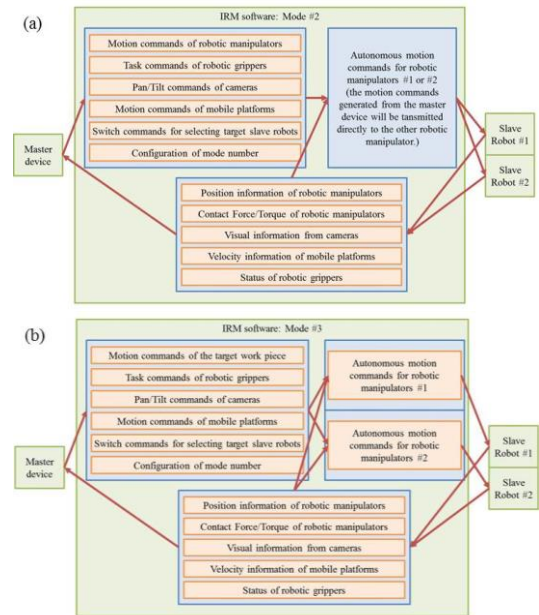 (a)
IRM software: Mode #2
Motion commands of robotic manipulators
Task commands of robotic grippers
Pan/Tilt commands of cameras
Motion commands of mobile platforms
Switch commands for selecting target slave robots
Configuration of mode number
Autonomous motion
commands for robotic
manipulators #1 or #2
(the motion commands
generated from the master
device will be tansmitted
directly to the other robotic
manipulator.)
Master
device
Slave
Robot #1
Slave
Robot #2
Position information of robotic manipulators
Contact Force/Torque of robotic manipulators
Visual information from cameras
Velocity information of mobile platforms
Status of robotic grippers
(b)
IRM software: Mode #3
Motion commands of the target work piece
Task commands of robotic grippers
Pan/Tilt commands of cameras
Motion commands of mobile platforms
Switch commands for selecting target slave robots
Configuration of mode number
Autonomous motion
commands for robotic
manipulators #1
Autonomous motion
commands for robotic
manipulators #2
Master
device
Slave
Robot #1
Slave
Robot #2
Position information of robotic manipulators
Contact Force/Torque of robotic manipulators
Visual information from cameras
Velocity information of mobile platforms
Status of robotic grippers